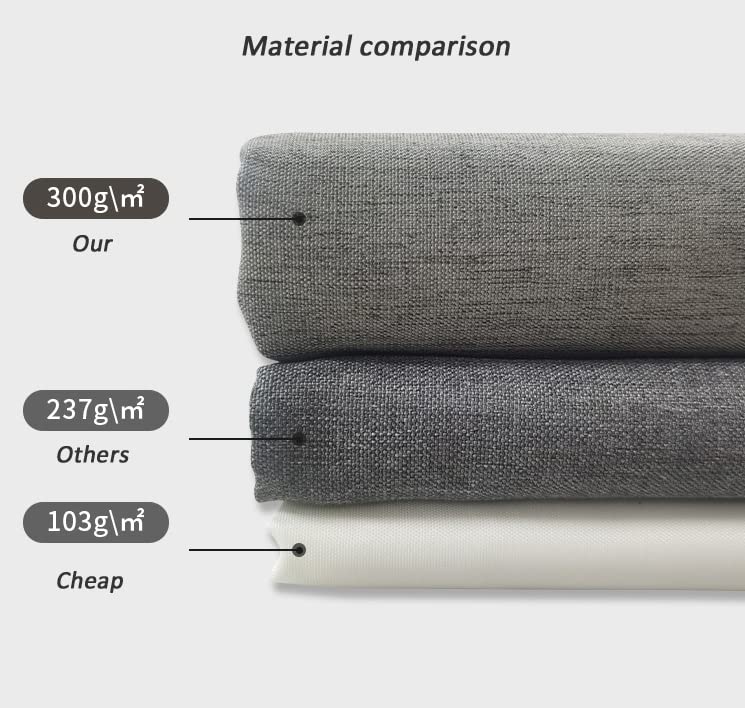 Material comparison
300g\㎡
Our
237g\㎡
Others
103g\㎡
Cheap